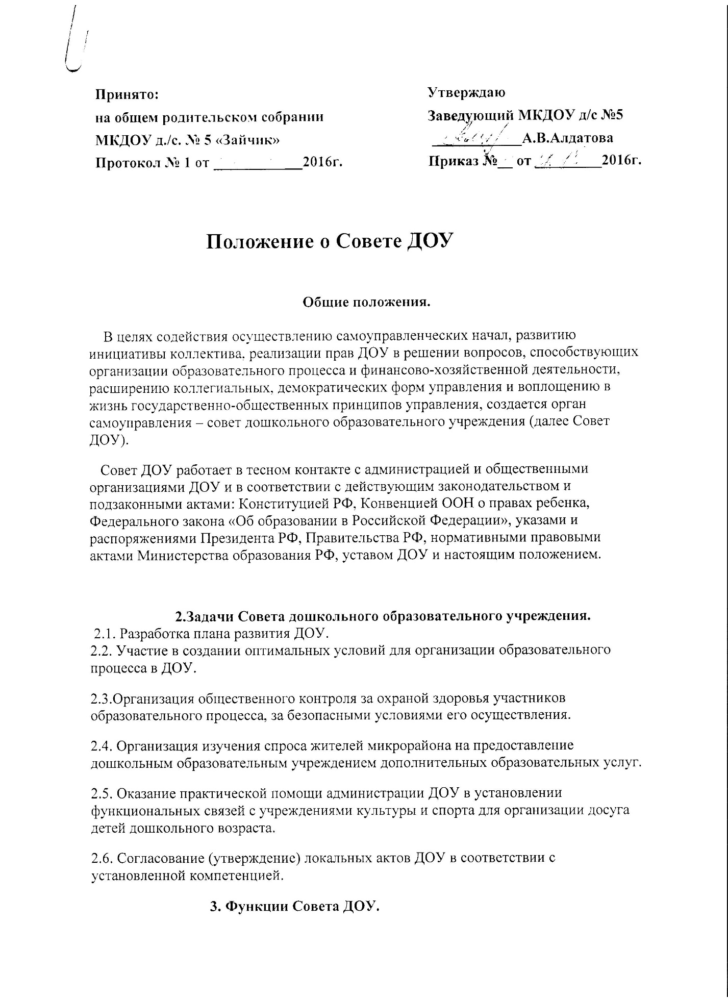 Принято:
на общем родительском собрании
МКДОУ д./с. № 5 «Зайчик»
Протокол № 1 от ____________2016г.
Утверждаю
Заведующий МКДОУ д/с №5
____________А.В.Алдатова
Приказ №__ от _________2016г.
Положение о Совете ДОУ
Общие положения.
В целях содействия осуществлению самоуправленческих начал, развитию
инициативы коллектива, реализации прав ДОУ в решении вопросов, способствующих
организации образовательного процесса и финансово-хозяйственной деятельности,
расширению коллегиальных, демократических форм управления и воплощению в
жизнь государственно-общественных принципов управления, создается орган
самоуправления – совет дошкольного образовательного учреждения (далее Совет
ДОУ).
Совет ДОУ работает в тесном контакте с администрацией и общественными
организациями ДОУ и в соответствии с действующим законодательством и
подзаконными актами: Конституцией РФ, Конвенцией ООН о правах ребенка,
Федерального закона «Об образовании в Российской Федерации», указами и
распоряжениями Президента РФ, Правительства РФ, нормативными правовыми
актами Министерства образования РФ, уставом ДОУ и настоящим положением.
2.Задачи Совета дошкольного образовательного учреждения.
2.1. Разработка плана развития ДОУ.
2.2. Участие в создании оптимальных условий для организации образовательного
процесса в ДОУ.
2.3.Организация общественного контроля за охраной здоровья участников
образовательного процесса, за безопасными условиями его осуществления.
2.4. Организация изучения спроса жителей микрорайона на предоставление
дошкольным образовательным учреждением дополнительных образовательных услуг.
2.5. Оказание практической помощи администрации ДОУ в установлении
функциональных связей с учреждениями культуры и спорта для организации досуга
детей дошкольного возраста.
2.6. Согласование (утверждение) локальных актов ДОУ в соответствии с
установленной компетенцией.
3. Функции Совета ДОУ.